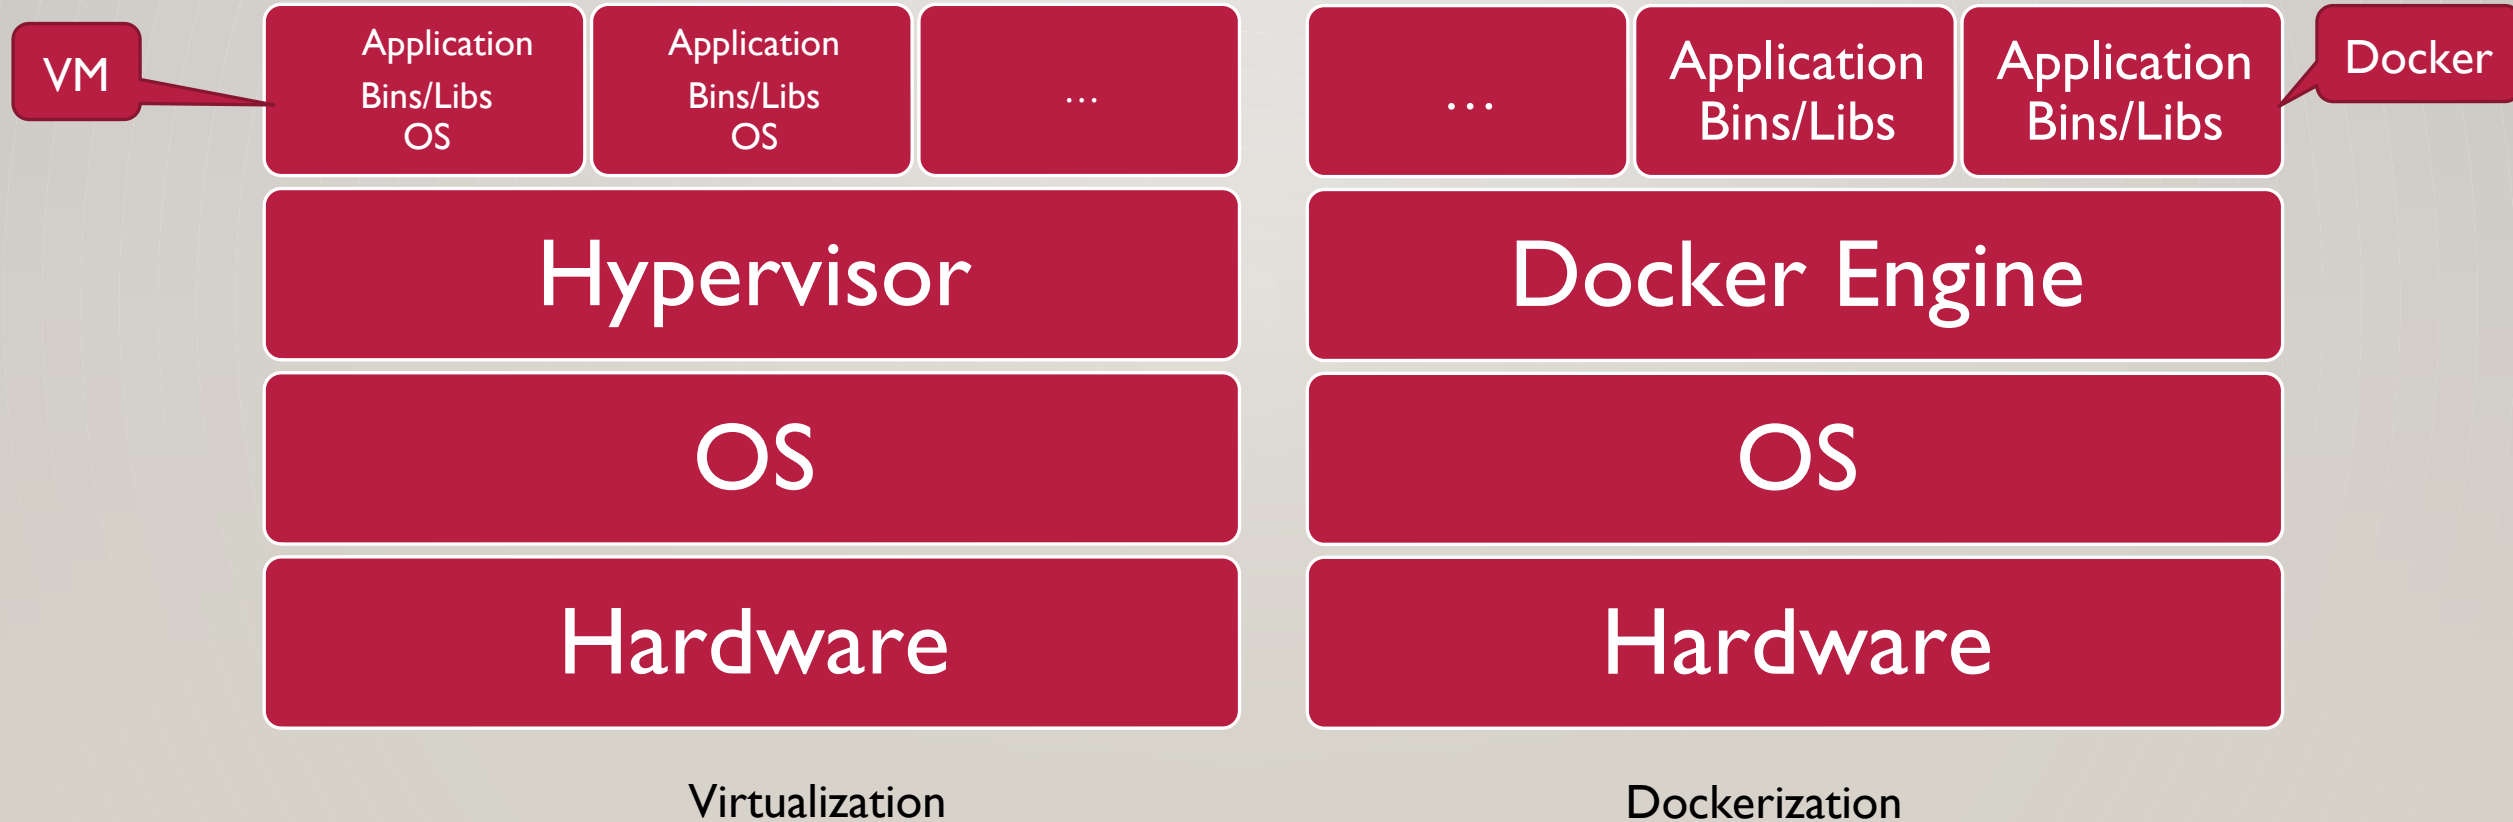 VM
Application
Bins/Libs
OS
Application
Bins/Libs
OS
...
Hypervisor
OS
Hardware
Virtualization
...
Application
Bins/Libs
Application
Bins/Libs
Docker
Docker Engine
OS
Hardware
Dockerization